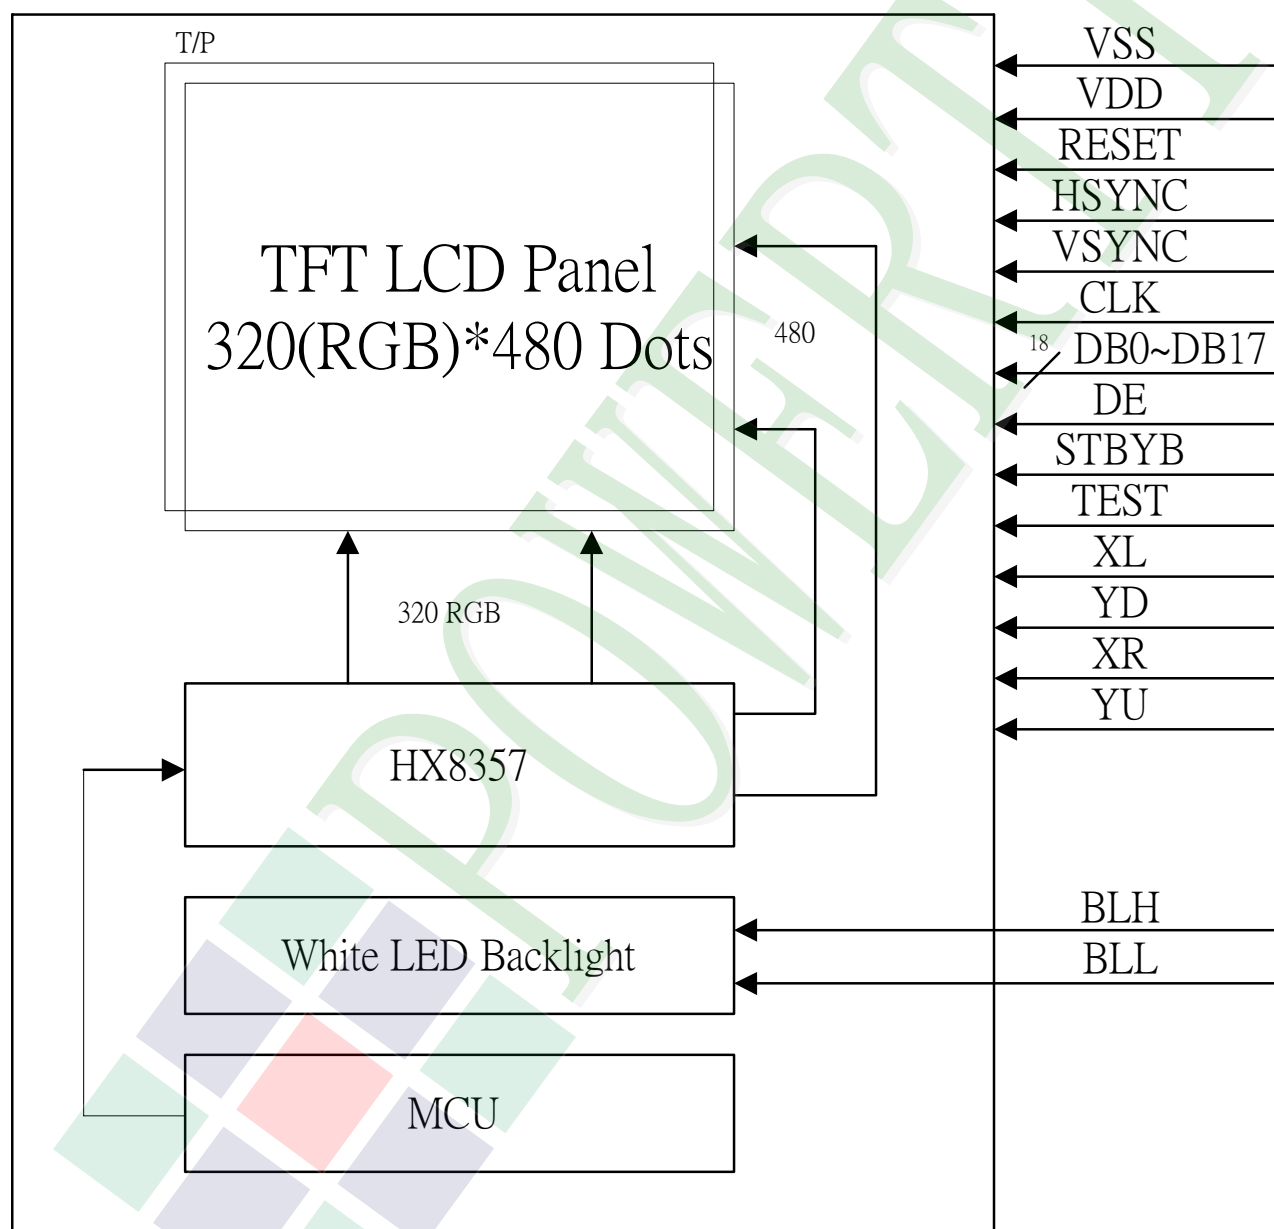 T/P
TFT LCD Panel
320(RGB)*480 Dots
480
320 RGB
HX8357
White LED Backlight
MCU
VSS
VDD
RESET
HSYNC
VSYNC
CLK
18 DB0~DB17
DE
STBYB
TEST
XL
YD
XR
YU
BLH
BLL
POWERT